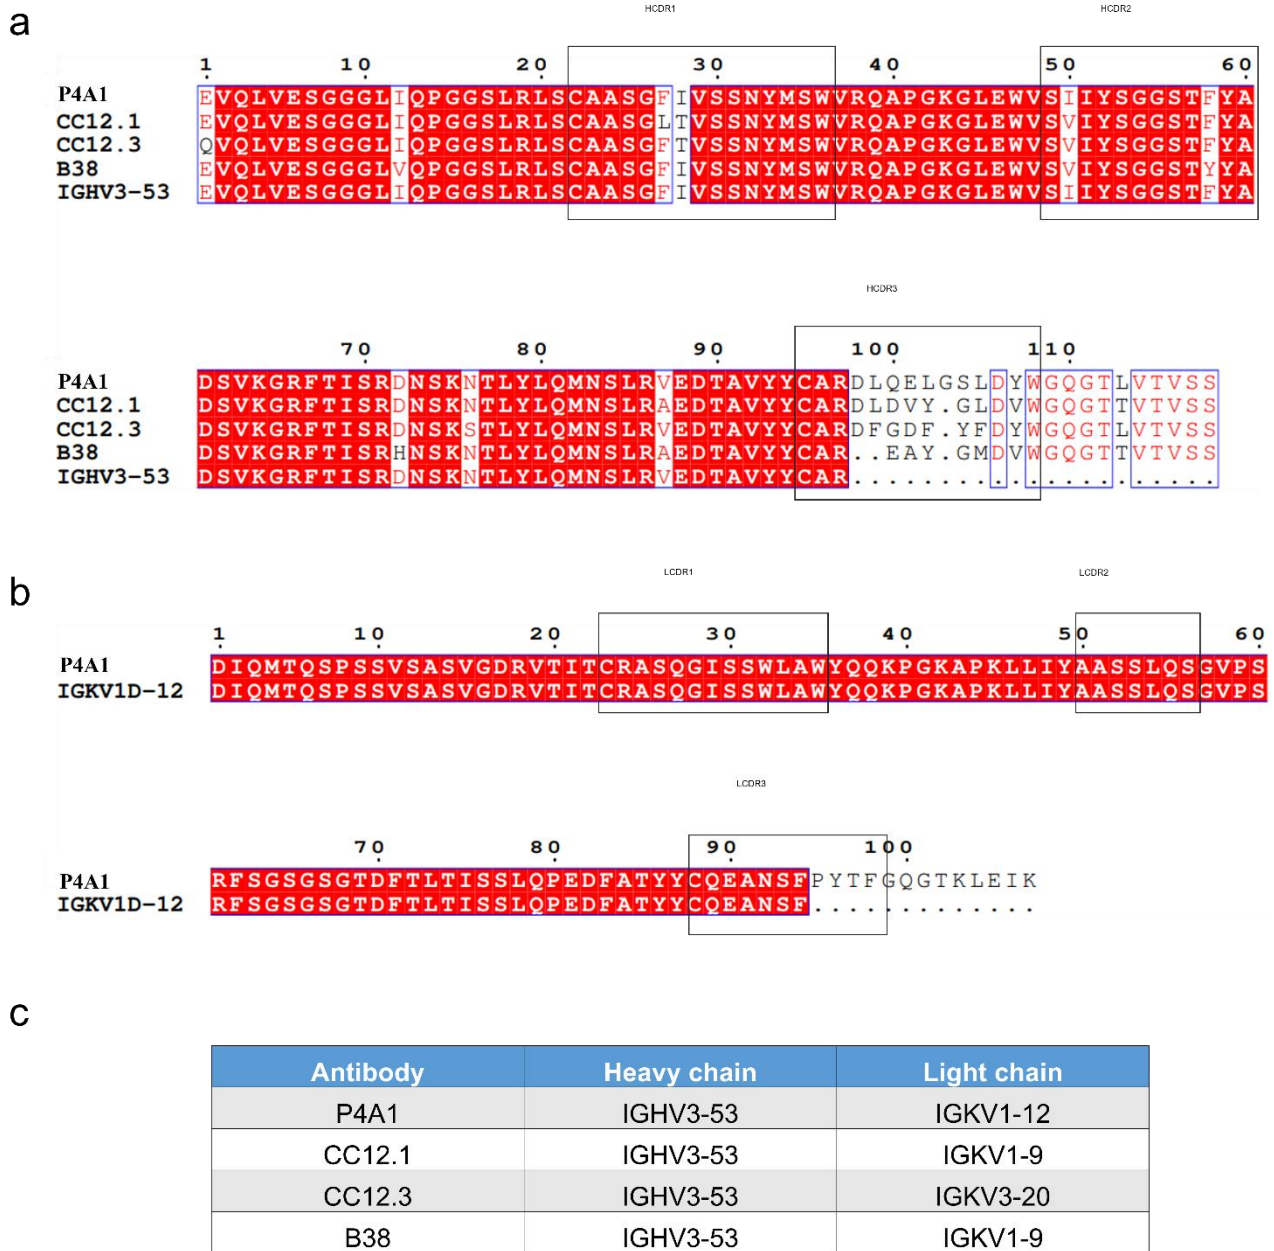 a
HCDR1 HCDR2
1 10 20 30 40 50 60
P4A1 EVQLVESGGGLIQPGGSLRLSCAASGFIVSSNYMSWVRQAPGKGLEWVSIIYSGGSTFYA
CC12.1 EVQLVESGGGLIQPGGSLRLSCAASGLTVSSNYMSWVRQAPGKGLEWVSVIYSGGSTFYA
CC12.3 QVQLVESGGGLIQPGGSLRLSCAASGFTVSSNYMSWVRQAPGKGLEWVSVIYSGGSTFYA
B38 EVQLVESGGGLVQPGGSLRLSCAASGFIVSSNYMSWVRQAPGKGLEWVSVIYSGGSTYYA
IGHV3-53 EVQLVESGGGLIQPGGSLRLSCAASGFIVSSNYMSWVRQAPGKGLEWVSIIYSGGSTFYA
HCDR3
70 80 90 100 110
P4A1 DSVKGRFTISRDNSKNTLYLQMNSLRVEDTAVYYCARDLQELGSLDYWGQGTLVTVSS
CC12.1 DSVKGRFTISRDNSKNTLYLQMNSLRAEDTAVYYCARDLDVY.GLDVWGQGTTVTVSS
CC12.3 DSVKGRFTISRDNSKSTLYLQMNSLRVEDTAVYYCARDFGDF.YFDYWGQGTLVTVSS
B38 DSVKGRFTISRHNSKNTLYLQMNSLRAEDTAVYYCAR..EAY.GMDVWGQGTTVTVSS
IGHV3-53 DSVKGRFTISRDNSKNTLYLQMNSLRVEDTAVYYCAR.....................
b
LCDR1 LCDR2
1 10 20 30 40 50 60
P4A1 DIQMTQSPSSVSASVGDRVTITCRASQGISSWLAWYQQKPGKAPKLLIYAASSLQSGVPS
IGKV1D-12 DIQMTQSPSSVSASVGDRVTITCRASQGISSWLAWYQQKPGKAPKLLIYAASSLQSGVPS
LCDR3
70 80 90 100
P4A1 RFSGSGSGTDFTLTISSLQPEDFATYYCQEANSFPYTFGQGTKLEIK
IGKV1D-12 RFSGSGSGTDFTLTISSLQPEDFATYYCQEANSF.............
c
Antibody Heavy chain Light chain
P4A1 IGHV3-53 IGKV1-12
CC12.1 IGHV3-53 IGKV1-9
CC12.3 IGHV3-53 IGKV3-20
B38 IGHV3-53 IGKV1-9